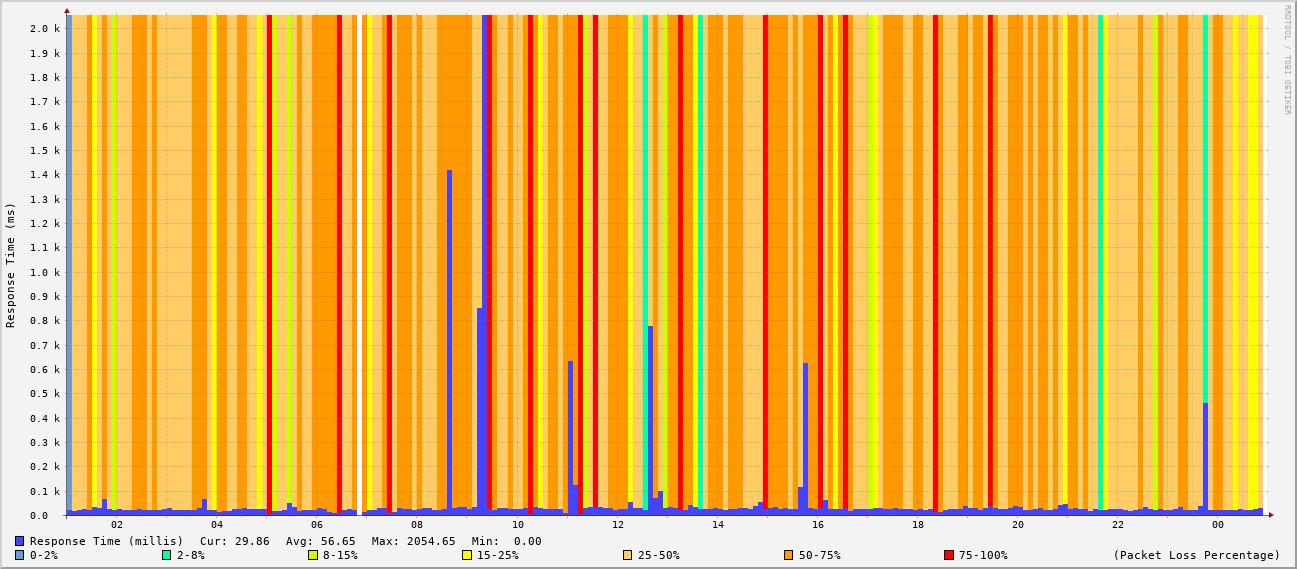 RRDTOOL / TOBI OETIKER
Response Time (ms)
2.0 k
1.9 k
1.8 k
1.7 k
1.6 k
1.5 k
1.4 k
1.3 k
1.2 k
1.1 k
1.0 k
0.9 k
0.8 k
0.7 k
0.6 k
0.5 k
0.4 k
0.3 k
0.2 k
0.1 k
0.0
02 04 06 08 10 12 14 16 18 20 22 00
Response Time (millis) Cur: 29.86 Avg: 56.65 Max: 2054.65 Min: 0.00
0-2% 2-8% 8-15% 15-25% 25-50% 50-75% 75-100% (Packet Loss Percentage)